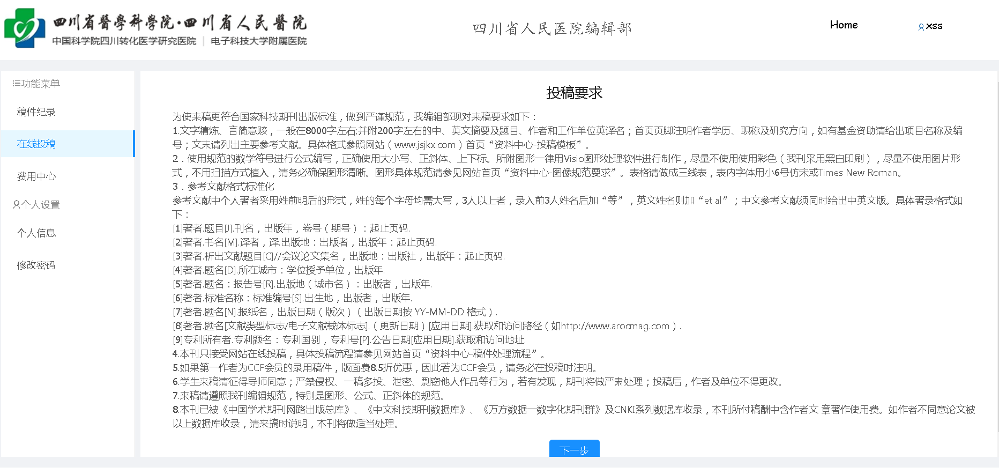 四川省醫學科學院·四川省人民醫院
中国科学院四川转化医学研究医院 | 电子科技大学附属医院
四川省人民医院编辑部
Home
xss
功能菜单
稿件纪录
在线投稿
费用中心
个人设置
个人信息
修改密码
投稿要求
为使来稿更符合国家科技期刊出版标准，做到严谨规范，我编辑部现对来稿要求如下：
1.文字精炼、言简意赅，一般在8000字左右;并附200字左右的中、英文摘要及题目、作者和工作单位英译名；首页页脚注明作者学历、职称及研究方向，如有基金资助请给出项目名称及编
号；文末请列出主要参考文献。具体格式参照网站（www.jsjkx.com）首页“资料中心-投稿模板”。
2．使用规范的数学符号进行公式编写，正确使用大小写、正斜体、上下标。所附图形一律用Visio图形处理软件进行制作，尽量不使用使用彩色（我刊采用黑白印刷），尽量不使用图片形
式，不用扫描方式植入，请务必确保图形清晰。图形具体规范请参见网站首页“资料中心-图像规范要求”。表格请做成三线表，表内字体用小6号仿宋或Times New Roman。
3．参考文献格式标准化
参考文献中个人著者采用姓前明后的形式，姓的每个字母均需大写，3人以上者，录入前3人姓名后加“等”，英文姓名则加“et al”；中文参考文献须同时给出中英文版。具体著录格式如
下：
[1]著者.题目[J].刊名，出版年，卷号（期号）：起止页码.
[2]著者.书名[M].译者，译.出版地：出版者，出版年：起止页码.
[3]著者.析出文献题目[C]//会议论文集名，出版地：出版社，出版年：起止页码.
[4]著者.题名[D].所在城市：学位授予单位，出版年.
[5]著者.题名：报告号[R].出版地（城市名）：出版者，出版年.
[6]著者.标准名称：标准编号[S].出生地，出版者，出版年.
[7]著者.题名[N].报纸名，出版日期（版次）（出版日期按 YY-MM-DD 格式）.
[8]著者.题名[文献类型标志/电子文献载体标志].（更新日期）[应用日期].获取和访问路径（如http://www.arocmag.com）.
[9]专利所有者.专利题名：专利国别，专利号[P].公告日期[应用日期].获取和访问地址.
4.本刊只接受网站在线投稿，具体投稿流程请参见网站首页“资料中心-稿件处理流程”。
5.如果第一作者为CCF会员的录用稿件，版面费8.5折优惠，因此若为CCF会员，请务必在投稿时注明。
6.学生来稿请征得导师同意；严禁侵权、一稿多投、泄密、剽窃他人作品等行为，若有发现，期刊将做严肃处理；投稿后，作者及单位不得更改。
7.来稿请遵照我刊编辑规范，特别是图形、公式、正斜体的规范。
8.本刊已被《中国学术期刊网路出版总库》、《中文科技期刊数据库》、《万方数据—数字化期刊群》及CNKI系列数据库收录，本刊所付稿酬中含作者文 章著作使用费。如作者不同意论文被
以上数据库收录，请来搞时说明，本刊将做适当处理。
下一步